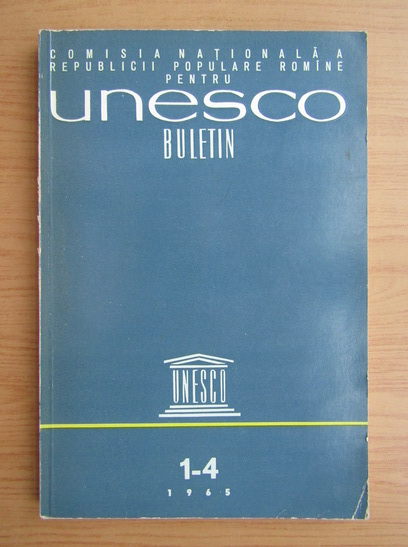 COMISIA NAȚIONALĂ A
REPUBLICII POPULARE ROMÎNE
PENTRU
unesco
BULETIN
UNESCO
1-4
1965